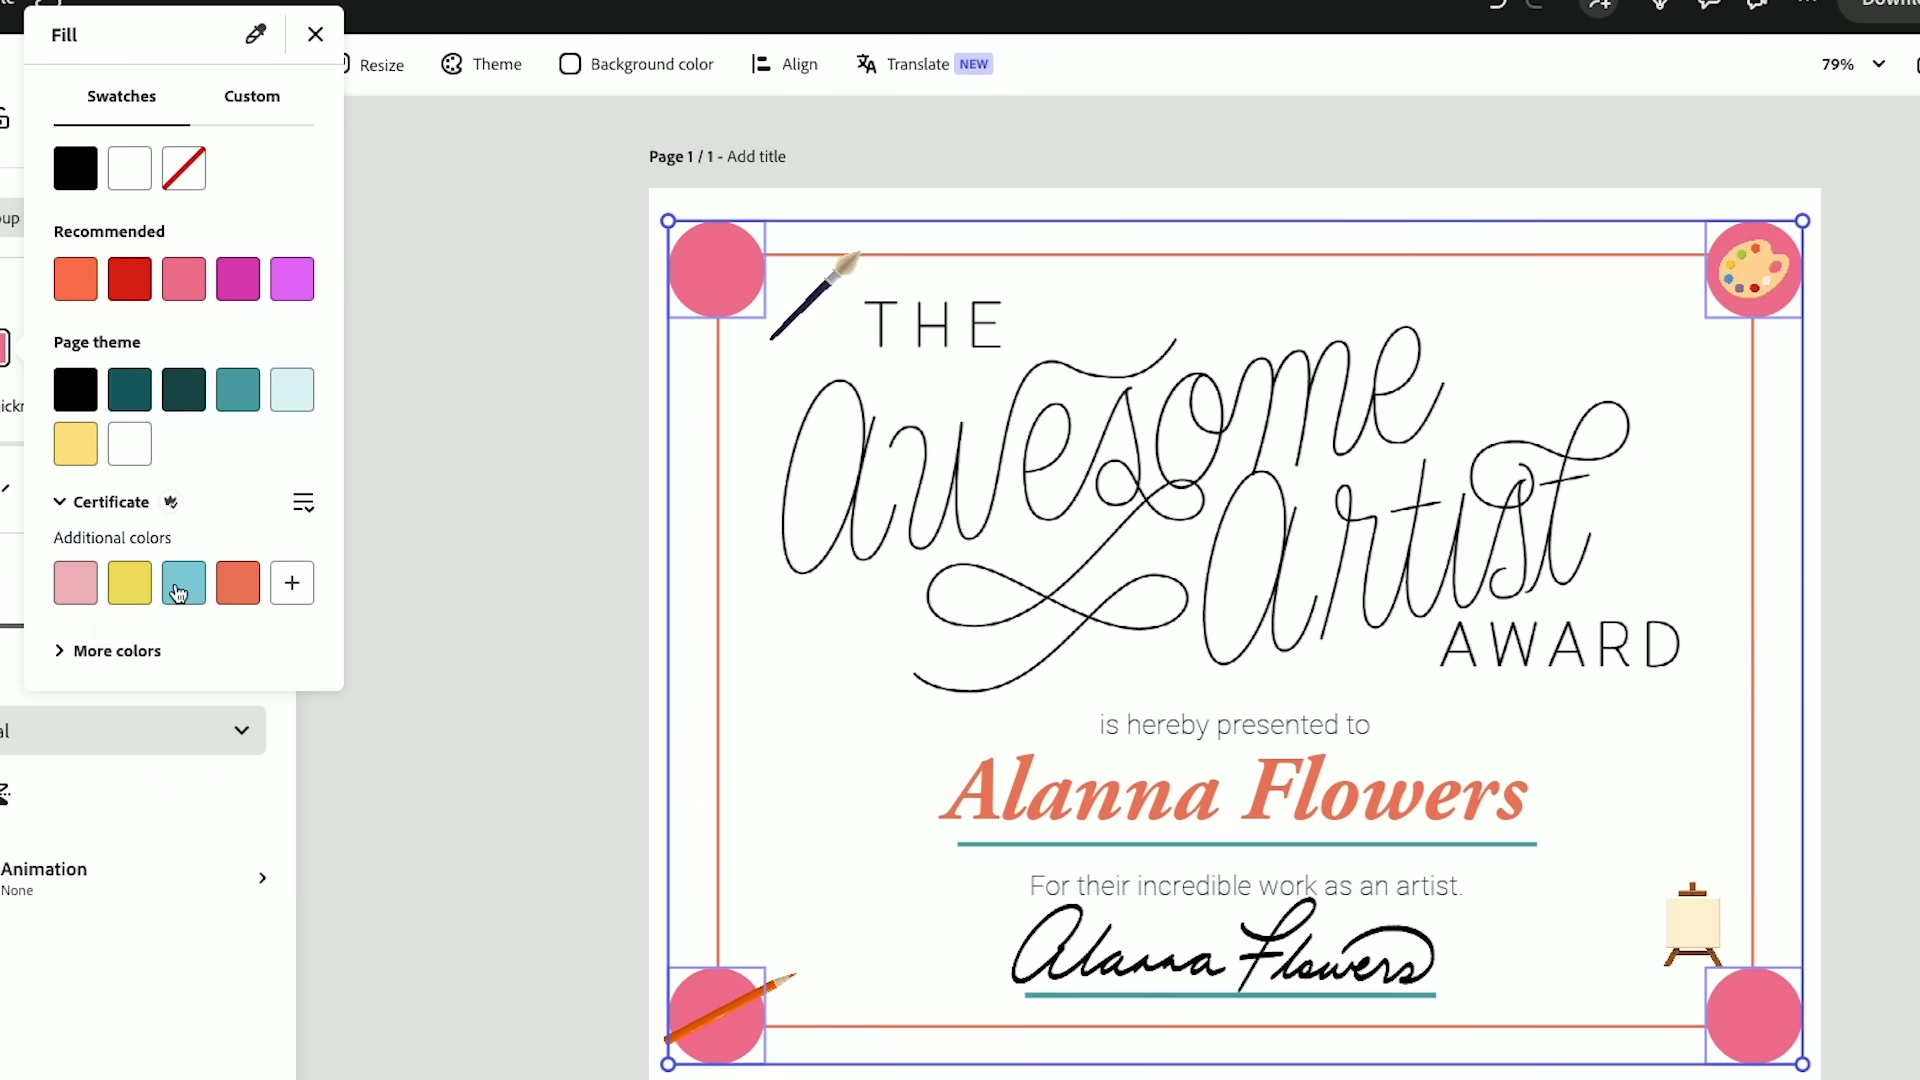 Fill
Resize
Theme
Background color
Align
Translate NEW
79%
Swatches
Custom
Page 1 / 1 - Add title
Recommended
Page theme
Certificate
Additional colors
More colors
Animation
None
THE
Awesome
Artist
AWARD
is hereby presented to
Alanna Flowers
For their incredible work as an artist.
Alanna Flowers